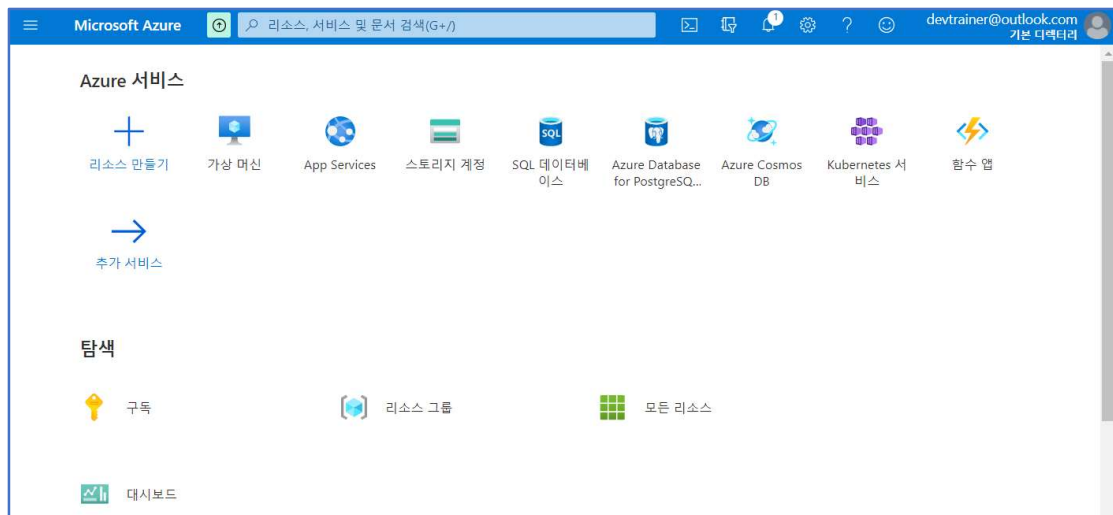 Microsoft Azure
리소스, 서비스 및 문서 검색(G+/)
1
devtrainer@outlook.com
기본 디렉터리
Azure 서비스
리소스 만들기
가상 머신
App Services
스토리지 계정
SQL
SQL 데이터베
이스
Azure Database
for PostgreSQ...
Azure Cosmos
DB
Kubernetes 서
비스
함수 앱
추가 서비스
탐색
구독
리소스 그룹
모든 리소스
대시보드